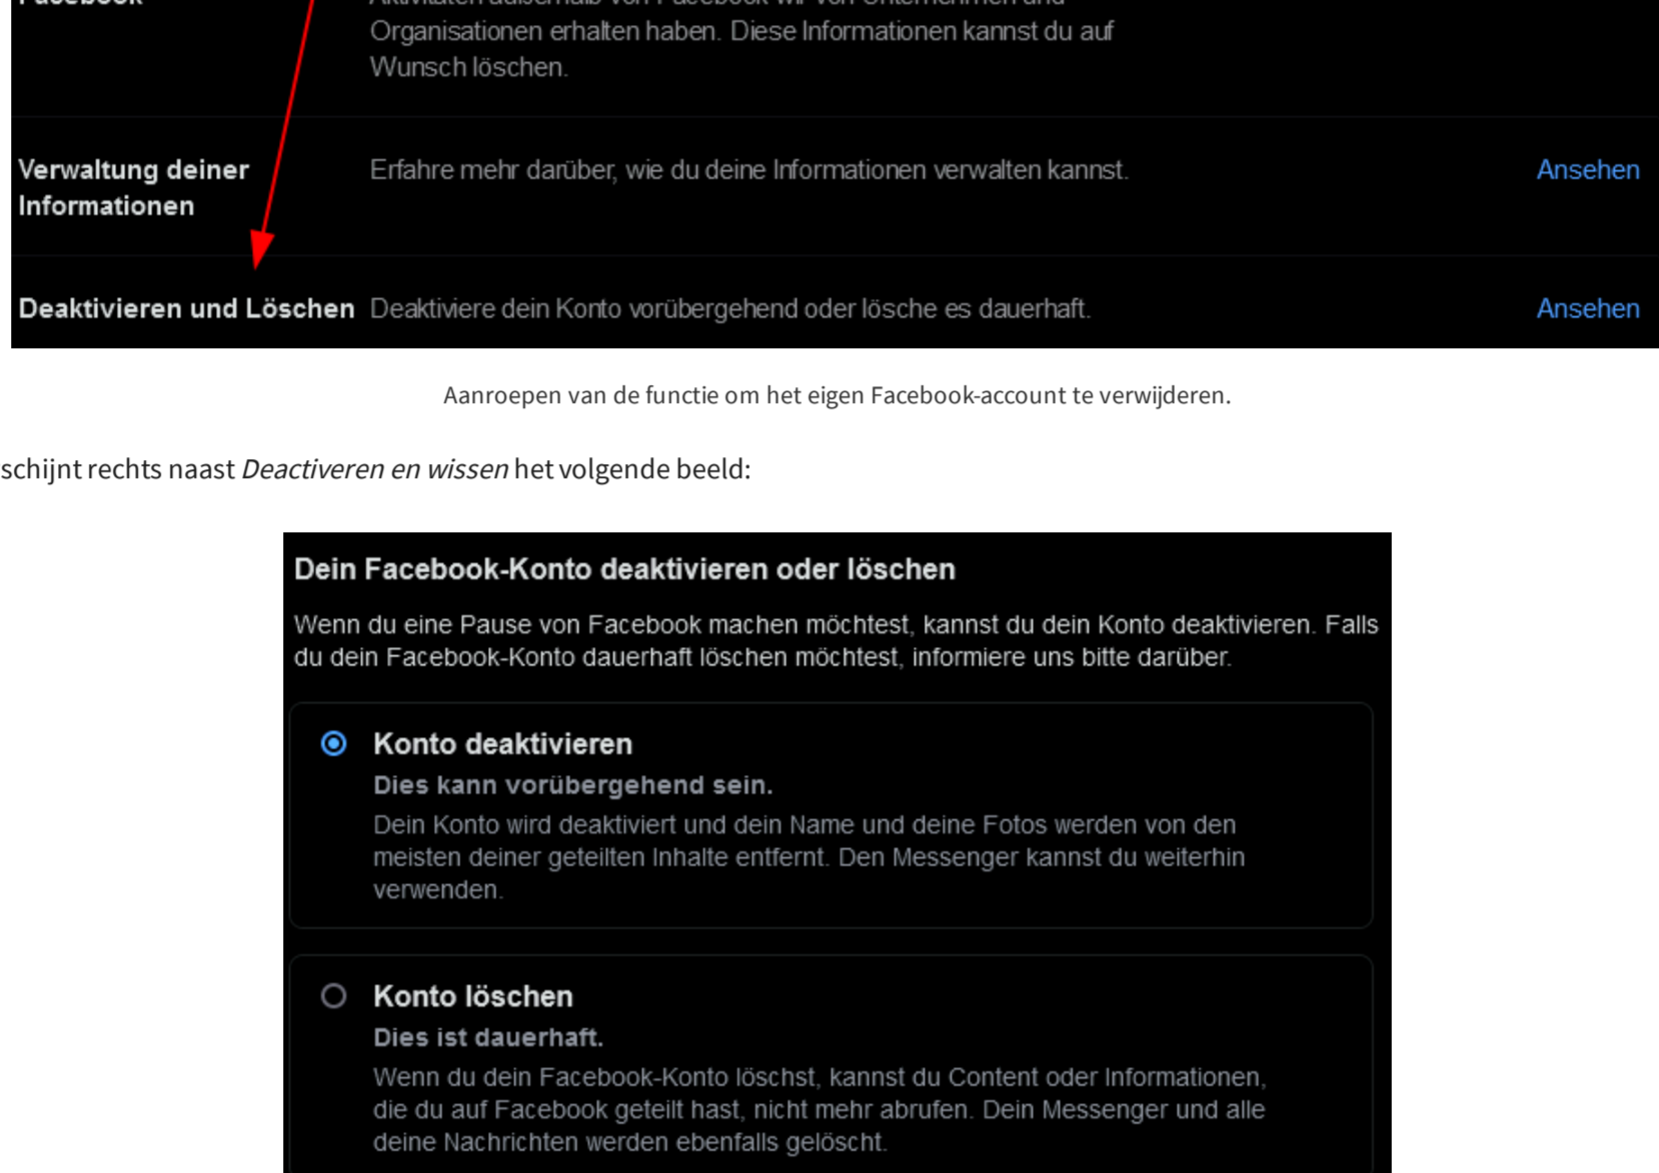 Organisationen erhalten haben. Diese Informationen kannst du auf
Wunsch löschen.
Verwaltung deiner
Informationen
Erfahre mehr darüber, wie du deine Informationen verwalten kannst.
Ansehen
Deaktivieren und Löschen
Deaktiviere dein Konto vorübergehend oder lösche es dauerhaft.
Ansehen
Aanroepen van de functie om het eigen Facebook-account te verwijderen.
schijnt rechts naast Deactiveren en wissen het volgende beeld:
Dein Facebook-Konto deaktivieren oder löschen
Wenn du eine Pause von Facebook machen möchtest, kannst du dein Konto deaktivieren. Falls
du dein Facebook-Konto dauerhaft löschen möchtest, informiere uns bitte darüber.
Konto deaktivieren
Dies kann vorübergehend sein.
Dein Konto wird deaktiviert und dein Name und deine Fotos werden von den
meisten deiner geteilten Inhalte entfernt. Den Messenger kannst du weiterhin
verwenden.
Konto löschen
Dies ist dauerhaft.
Wenn du dein Facebook-Konto löschst, kannst du Content oder Informationen,
die du auf Facebook geteilt hast, nicht mehr abrufen. Dein Messenger und alle
deine Nachrichten werden ebenfalls gelöscht.